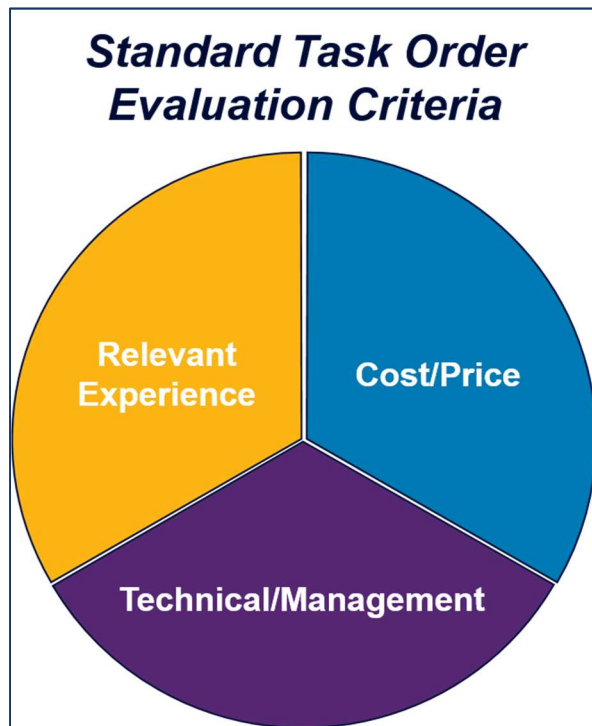 Standard Task Order
Evaluation Criteria
Relevant
Experience
Cost/Price
Technical/Management